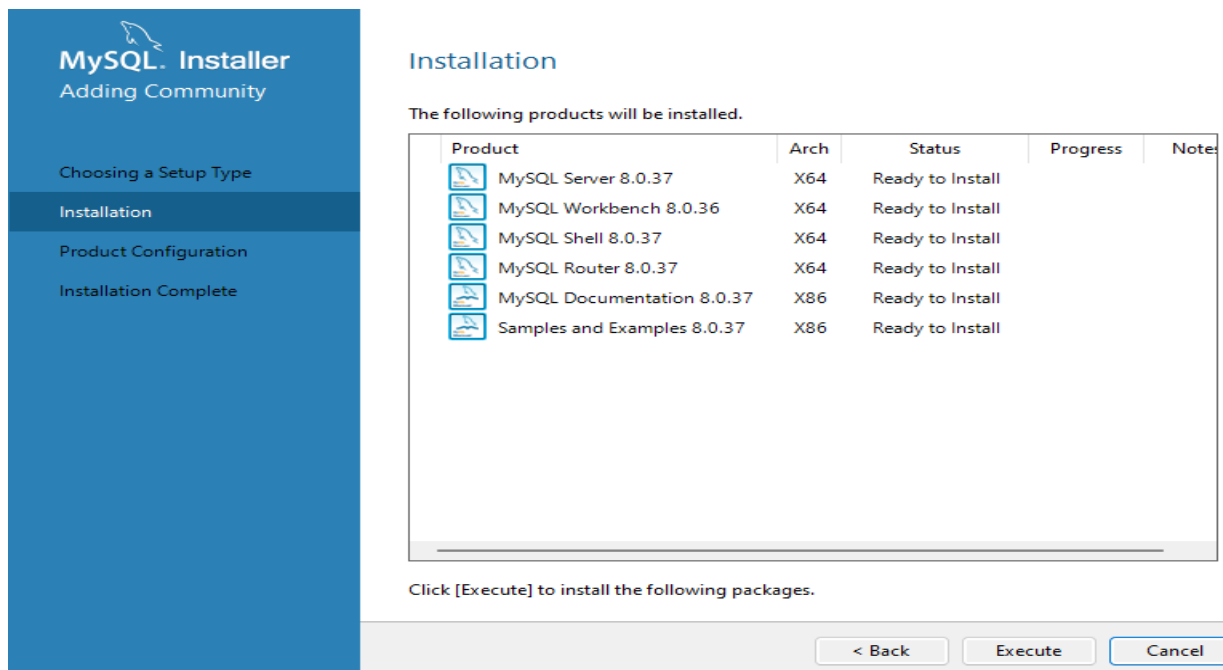 MySQL. Installer
Adding Community
Choosing a Setup Type
Installation
Product Configuration
Installation Complete
Installation
The following products will be installed.
Product Arch Status Progress Notes
MySQL Server 8.0.37 X64 Ready to Install
MySQL Workbench 8.0.36 X64 Ready to Install
MySQL Shell 8.0.37 X64 Ready to Install
MySQL Router 8.0.37 X64 Ready to Install
MySQL Documentation 8.0.37 X86 Ready to Install
Samples and Examples 8.0.37 X86 Ready to Install
Click [Execute] to install the following packages.
< Back Execute Cancel